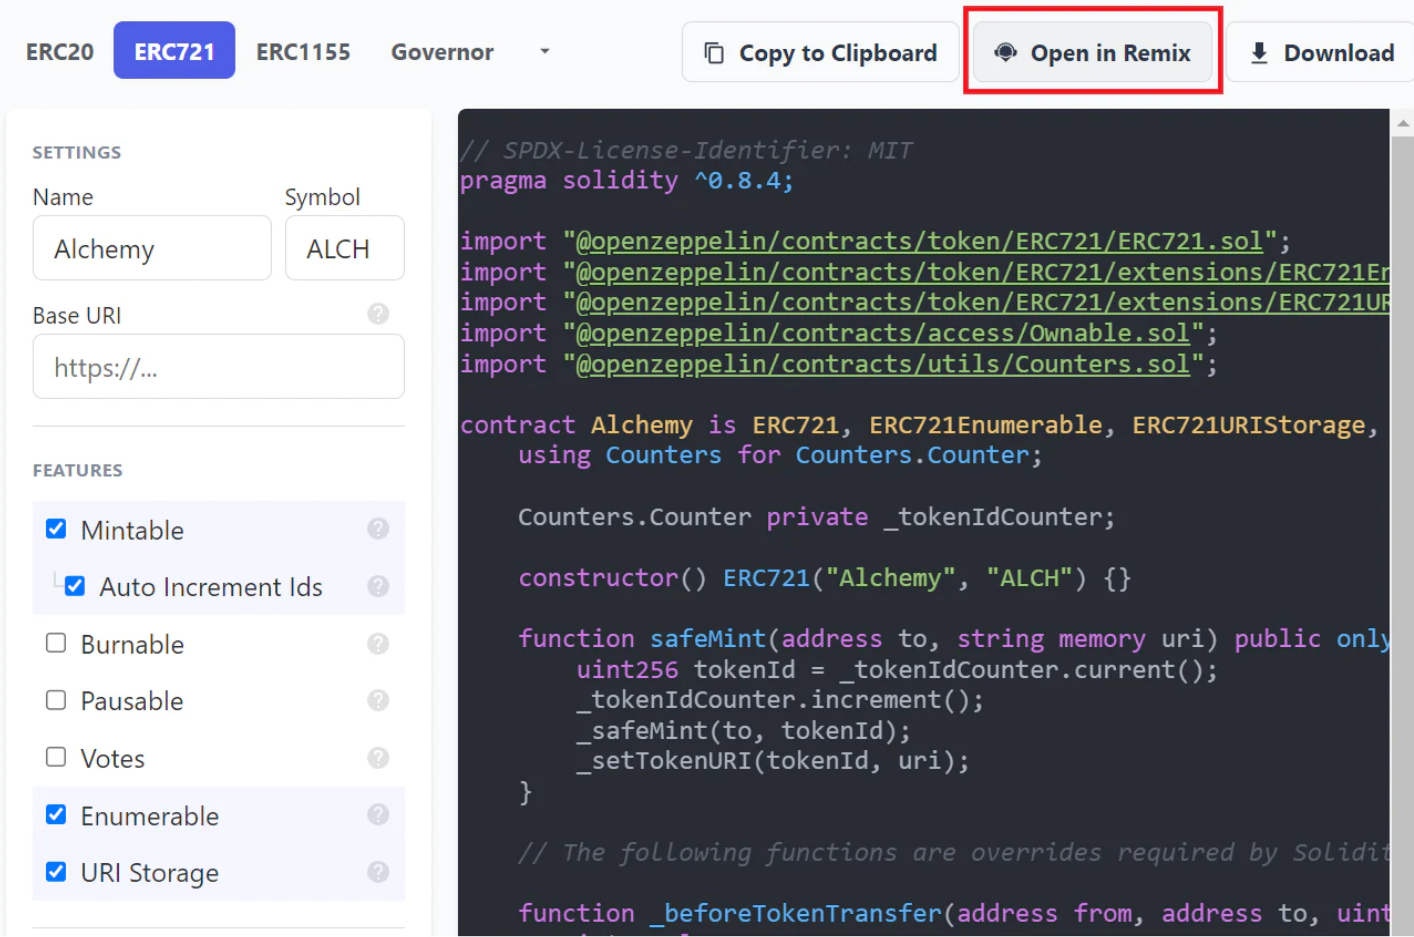 ERC20 ERC721 ERC1155 Governor Copy to Clipboard Open in Remix Download
SETTINGS
Name Symbol
Alchemy ALCH
Base URI ?
https://...
FEATURES
Mintable ?
Auto Increment Ids ?
Burnable ?
Pausable ?
Votes ?
Enumerable ?
URI Storage ?
// SPDX-License-Identifier: MIT
pragma solidity ^0.8.4;
import "@openzeppelin/contracts/token/ERC721/ERC721.sol";
import "@openzeppelin/contracts/token/ERC721/extensions/ERC721En
import "@openzeppelin/contracts/token/ERC721/extensions/ERC721UR
import "@openzeppelin/contracts/access/Ownable.sol";
import "@openzeppelin/contracts/utils/Counters.sol";
contract Alchemy is ERC721, ERC721Enumerable, ERC721URIStorage,
using Counters for Counters.Counter;
Counters.Counter private _tokenIdCounter;
constructor() ERC721("Alchemy", "ALCH") {}
function safeMint(address to, string memory uri) public only
uint256 tokenId = _tokenIdCounter.current();
_tokenIdCounter.increment();
_safeMint(to, tokenId);
_setTokenURI(tokenId, uri);
}
// The following functions are overrides required by Solidit
function _beforeTokenTransfer(address from, address to, uint